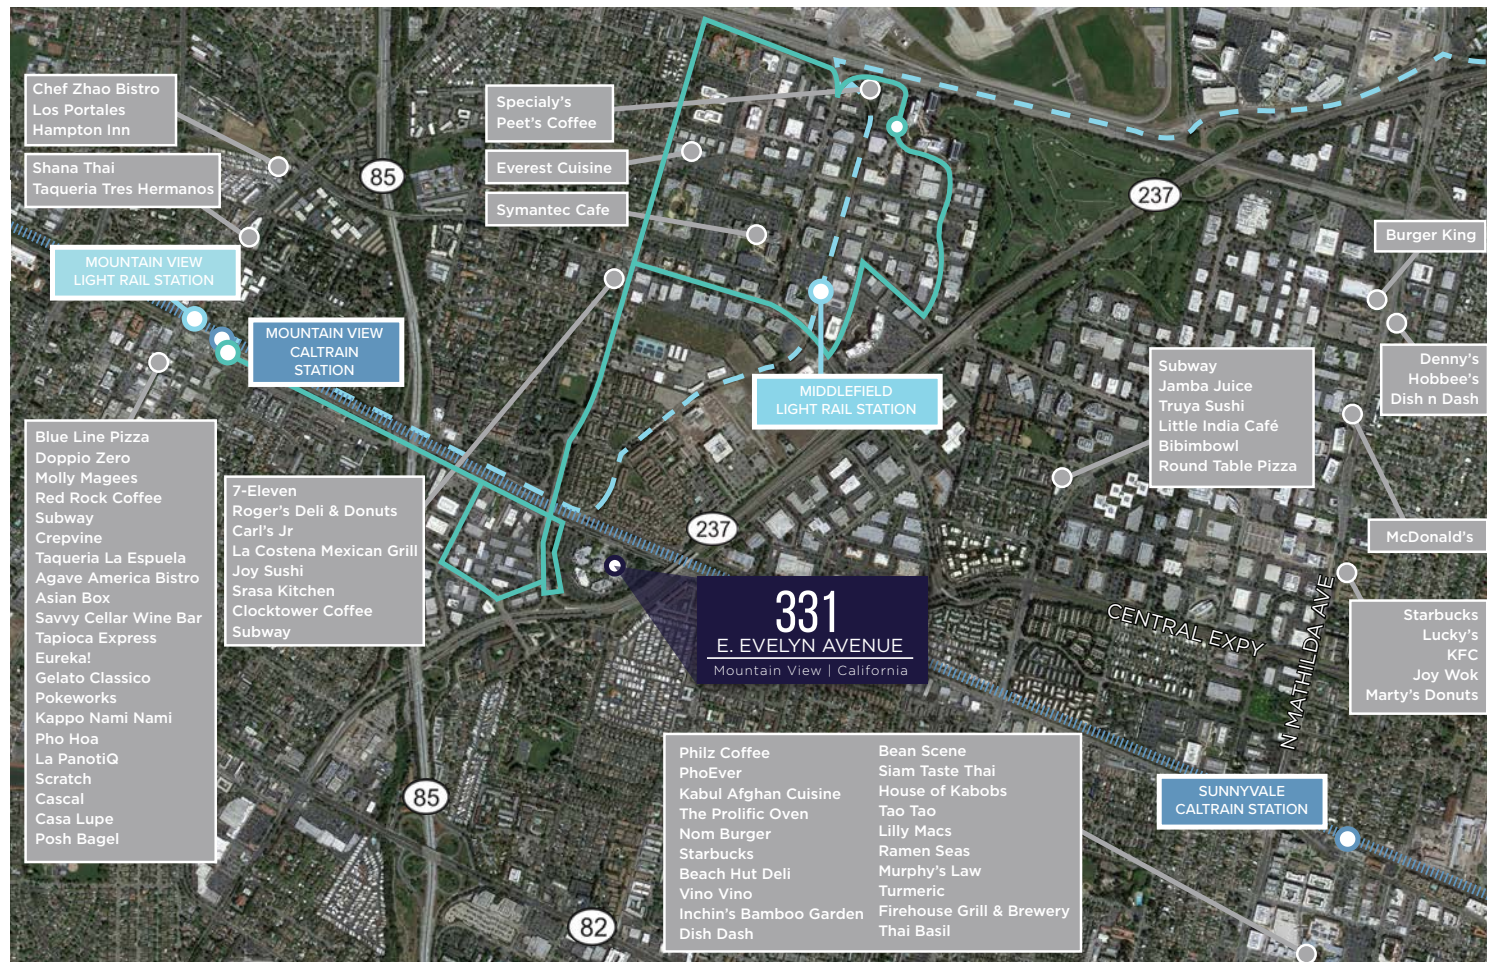 Chef Zhao Bistro
Los Portales
Hampton Inn
Shana Thai
Taqueria Tres Hermanos
85
Specialy's
Peet's Coffee
Everest Cuisine
Symantec Cafe
237
Burger King
MOUNTAIN VIEW
LIGHT RAIL STATION
MOUNTAIN VIEW
CALTRAIN
STATION
MIDDLEFIELD
LIGHT RAIL STATION
Denny's
Hobbee's
Dish n Dash
Subway
Jamba Juice
Truya Sushi
Little India Café
Bibimbowl
Round Table Pizza
Blue Line Pizza
Doppio Zero
Molly Magees
Red Rock Coffee
Subway
Crepvine
Taqueria La Espuela
Agave America Bistro
Asian Box
Savvy Cellar Wine Bar
Tapioca Express
Eureka!
Gelato Classico
Pokeworks
Kappo Nami Nami
Pho Hoa
La PanotiQ
Scratch
Cascal
Casa Lupe
Posh Bagel
7-Eleven
Roger's Deli & Donuts
Carl's Jr
La Costena Mexican Grill
Joy Sushi
Srasa Kitchen
Clocktower Coffee
Subway
237
McDonald's
331
E. EVELYN AVENUE
Mountain View | California
CENTRAL EXPY
N MATHILDA AVE
Starbucks
Lucky's
KFC
Joy Wok
Marty's Donuts
85
82
Philz Coffee
PhoEver
Kabul Afghan Cuisine
The Prolific Oven
Nom Burger
Starbucks
Beach Hut Deli
Vino Vino
Inchin's Bamboo Garden
Dish Dash
Bean Scene
Siam Taste Thai
House of Kabobs
Tao Tao
Lilly Macs
Ramen Seas
Murphy's Law
Turmeric
Firehouse Grill & Brewery
Thai Basil
SUNNYVALE
CALTRAIN STATION